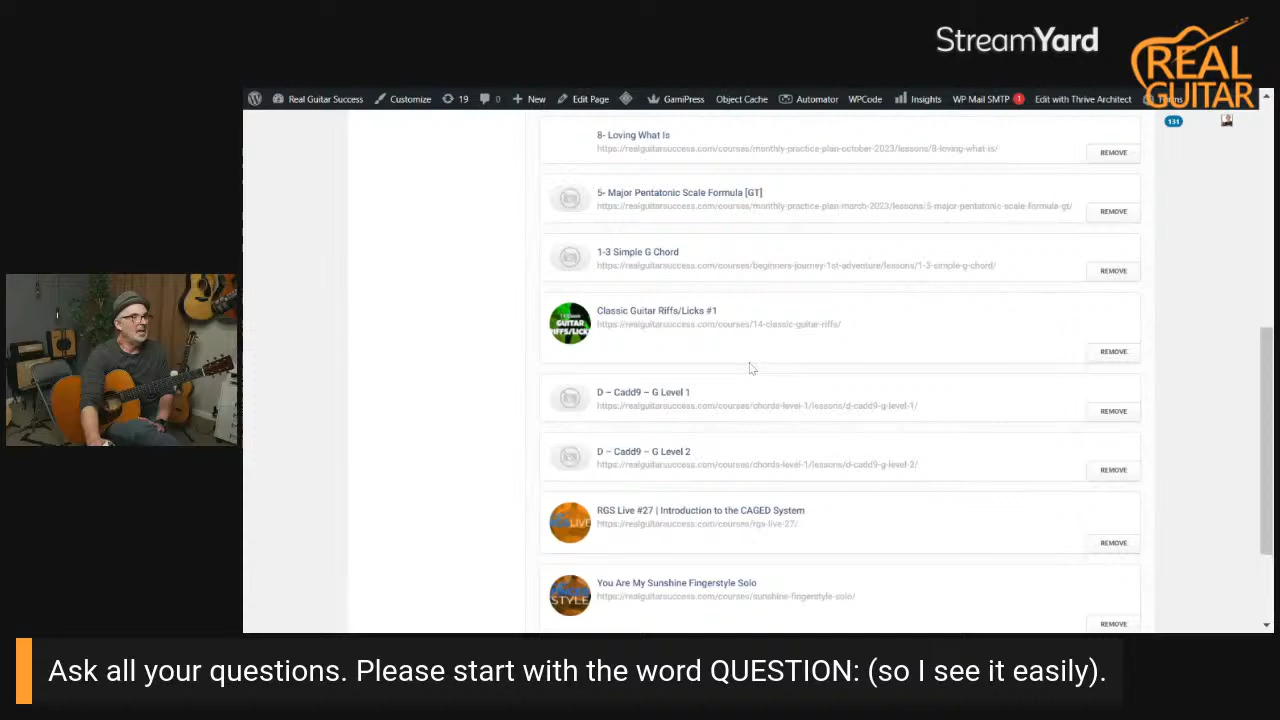 StreamYard
REAL
GUITAR
Real Guitar Success Customize 19 0 New Edit Page GamiPress Object Cache Automator WPCode Insights WP Mail SMTP 1 Edit with Thrive Architect
131
8- Loving What Is
https://realguitarsuccess.com/courses/monthly-practice-plan-october-2023/lessons/8-loving-what-is/
REMOVE
5- Major Pentatonic Scale Formula [GT]
https://realguitarsuccess.com/courses/monthly-practice-plan-march-2023/lessons/5-major-pentatonic-scale-formula-gt/
REMOVE
1-3 Simple G Chord
https://realguitarsuccess.com/courses/beginners-journey-1st-adventure/lessons/1-3-simple-g-chord/
REMOVE
Classic Guitar Riffs/Licks #1
https://realguitarsuccess.com/courses/14-classic-guitar-riffs/
GUITAR
RIFFS/LICKS
REMOVE
D – Cadd9 – G Level 1
https://realguitarsuccess.com/courses/chords-level-1/lessons/d-cadd9-g-level-1/
REMOVE
D – Cadd9 – G Level 2
https://realguitarsuccess.com/courses/chords-level-1/lessons/d-cadd9-g-level-2/
REMOVE
RGS Live #27 | Introduction to the CAGED System
https://realguitarsuccess.com/courses/rgs-live-27/
REMOVE
You Are My Sunshine Fingerstyle Solo
https://realguitarsuccess.com/courses/sunshine-fingerstyle-solo/
STYLE
REMOVE
Ask all your questions. Please start with the word QUESTION: (so I see it easily).